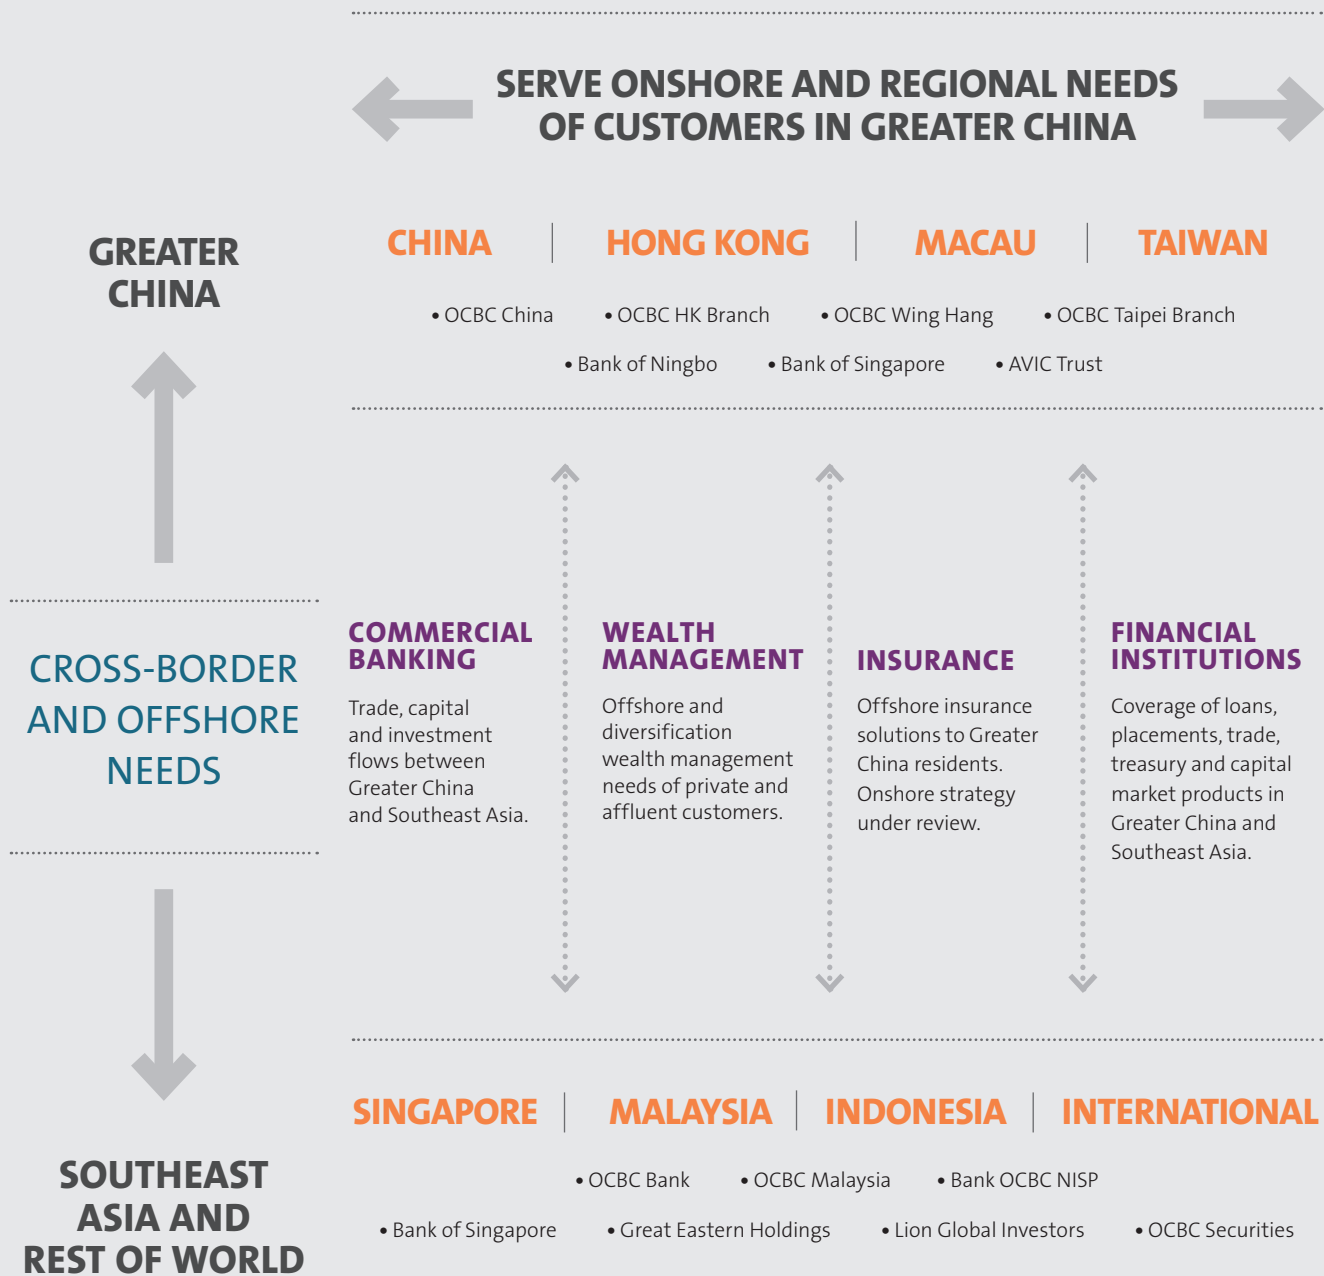 SERVE ONSHORE AND REGIONAL NEEDS
OF CUSTOMERS IN GREATER CHINA
GREATER
CHINA
CHINA
HONG KONG
MACAU
TAIWAN
• OCBC China • OCBC HK Branch • OCBC Wing Hang • OCBC Taipei Branch
• Bank of Ningbo • Bank of Singapore • AVIC Trust
CROSS-BORDER
AND OFFSHORE
NEEDS
COMMERCIAL
BANKING
Trade, capital
and investment
flows between
Greater China
and Southeast Asia.
WEALTH
MANAGEMENT
Offshore and
diversification
wealth management
needs of private and
affluent customers.
INSURANCE
Offshore insurance
solutions to Greater
China residents.
Onshore strategy
under review.
FINANCIAL
INSTITUTIONS
Coverage of loans,
placements, trade,
treasury and capital
market products in
Greater China and
Southeast Asia.
SOUTHEAST
ASIA AND
REST OF WORLD
SINGAPORE
MALAYSIA
INDONESIA
INTERNATIONAL
• OCBC Bank • OCBC Malaysia • Bank OCBC NISP
• Bank of Singapore • Great Eastern Holdings • Lion Global Investors • OCBC Securities